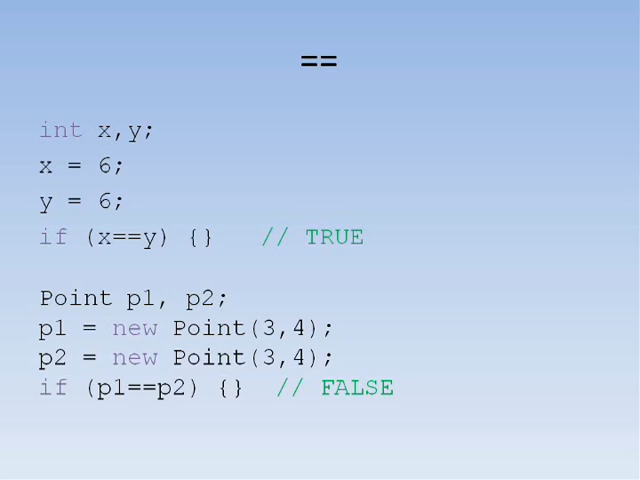 ==
int x,y;
x = 6;
y = 6;
if (x==y) {}   // TRUE
Point p1, p2;
p1 = new Point(3,4);
p2 = new Point(3,4);
if (p1==p2) {}  // FALSE